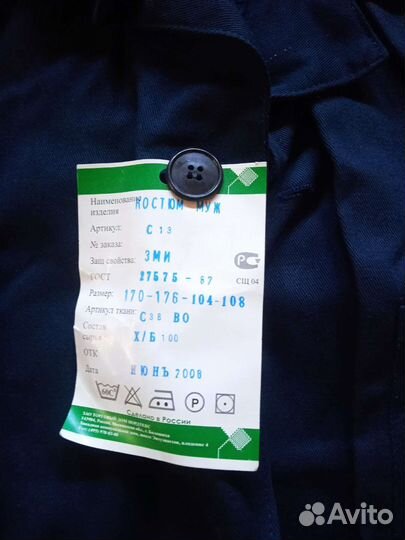 Наименование КОСТЮМ МУЖ
изделия
Артикул: С 13
№ заказа:
Защ свойства: ЗМИ
ГОСТ 27575 - 87
СЩ 04
Размер: 170-176-104-108
Артикул ткани: С38 ВО
Состав Х/Б 100
сырья
ОТК
Дата ИЮНЬ 2008
60°C P
Сделано в России
Avito